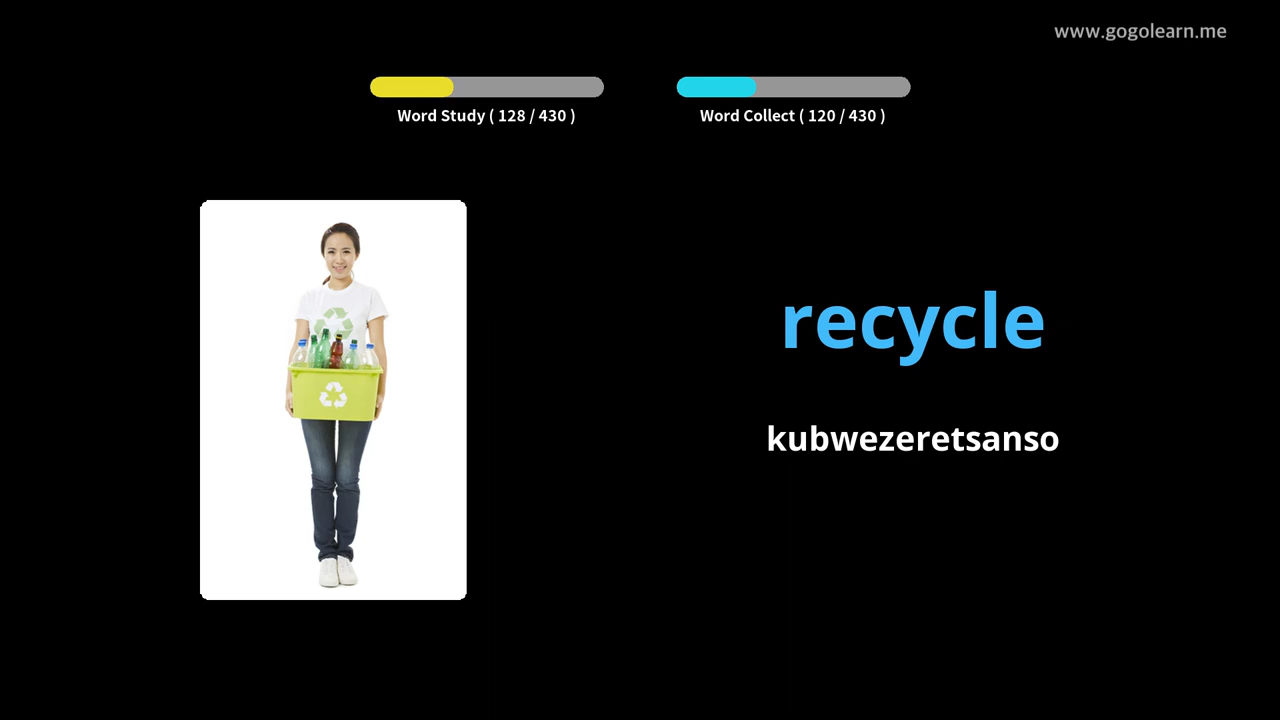 www.gogolearn.me
Word Study ( 128 / 430 )
Word Collect ( 120 / 430 )
recycle
kubwezeretsanso